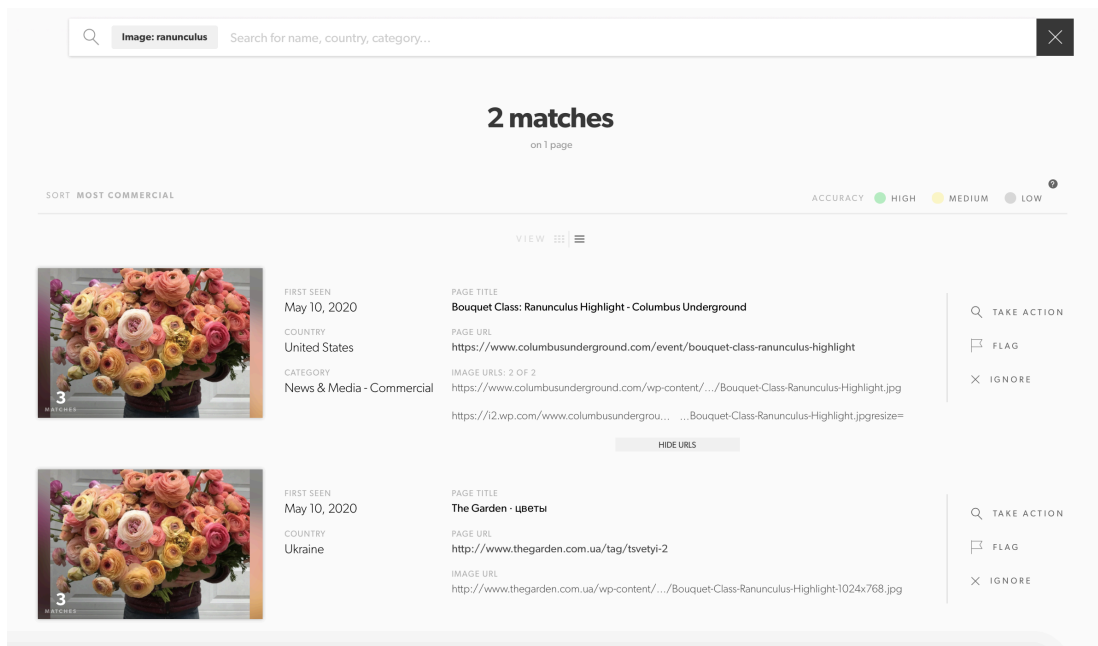 Image: ranunculus Search for name, country, category...
2 matches
on 1 page
SORT MOST COMMERCIAL
ACCURACY HIGH MEDIUM LOW ?
VIEW
3
MATCHES
FIRST SEEN
May 10, 2020
COUNTRY
United States
CATEGORY
News & Media - Commercial
PAGE TITLE
Bouquet Class: Ranunculus Highlight - Columbus Underground
PAGE URL
https://www.columbusunderground.com/event/bouquet-class-ranunculus-highlight
IMAGE URLS: 2 OF 2
https://www.columbusunderground.com/wp-content/.../Bouquet-Class-Ranunculus-Highlight.jpg
https://i2.wp.com/www.columbusundergrou... ...Bouquet-Class-Ranunculus-Highlight.jpgresize=
HIDE URLS
TAKE ACTION
FLAG
IGNORE
3
MATCHES
FIRST SEEN
May 10, 2020
COUNTRY
Ukraine
PAGE TITLE
The Garden · цветы
PAGE URL
http://www.thegarden.com.ua/tag/tsvetyi-2
IMAGE URL
http://www.thegarden.com.ua/wp-content/.../Bouquet-Class-Ranunculus-Highlight-1024x768.jpg
TAKE ACTION
FLAG
IGNORE